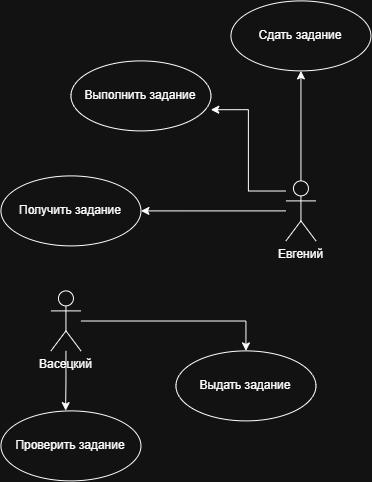 Сдать задание
Выполнить задание
Получить задание
Евгений
Васецкий
Выдать задание
Проверить задание